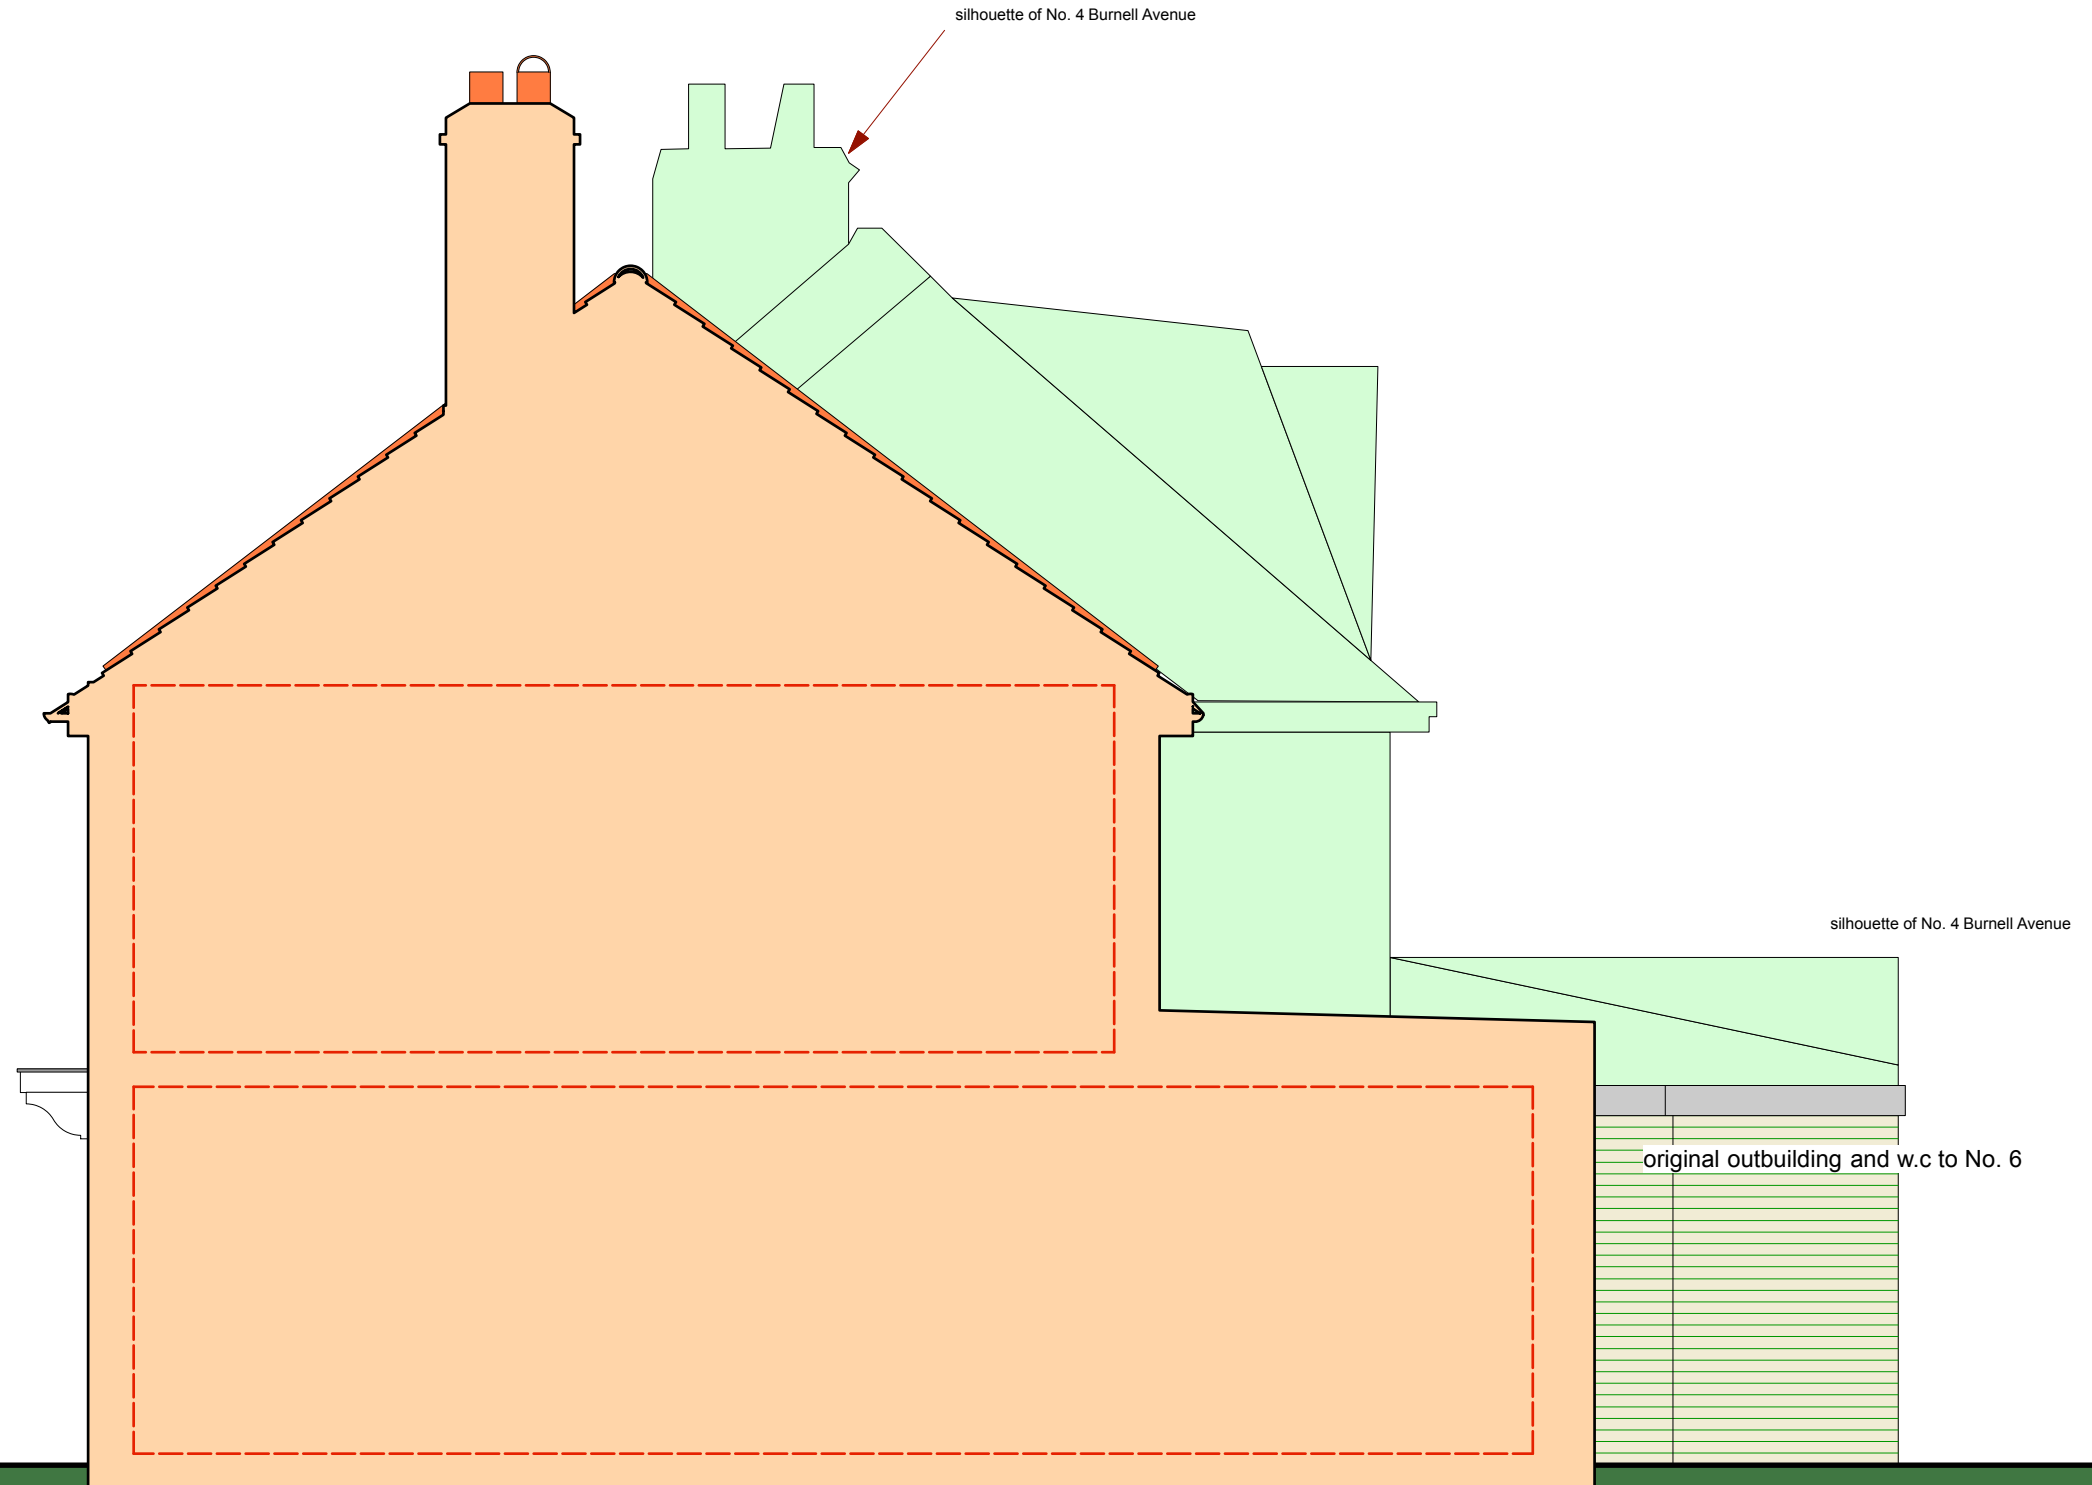 silhouette of No. 4 Burnell Avenue
silhouette of No. 4 Burnell Avenue
original outbuilding and w.c to No. 6